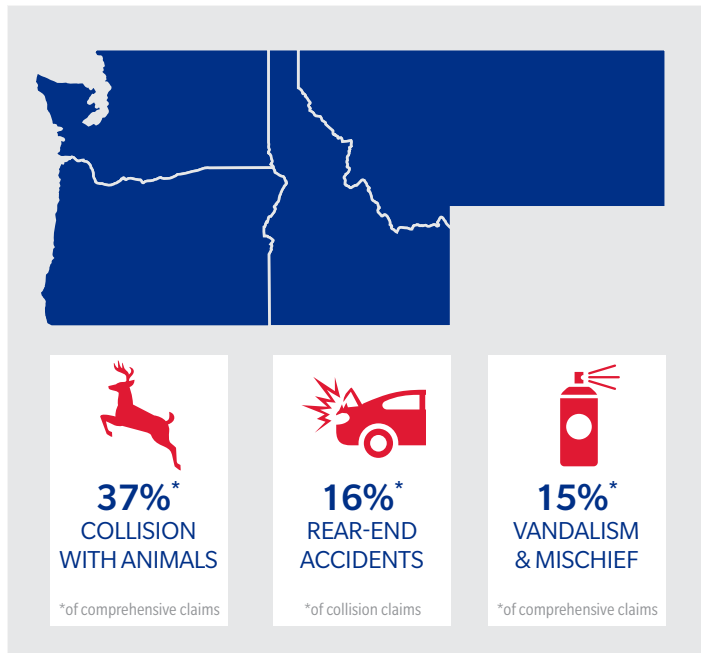 37%*
COLLISION
WITH ANIMALS
*of comprehensive claims
16%*
REAR-END
ACCIDENTS
*of collision claims
15%*
VANDALISM
& MISCHIEF
*of comprehensive claims